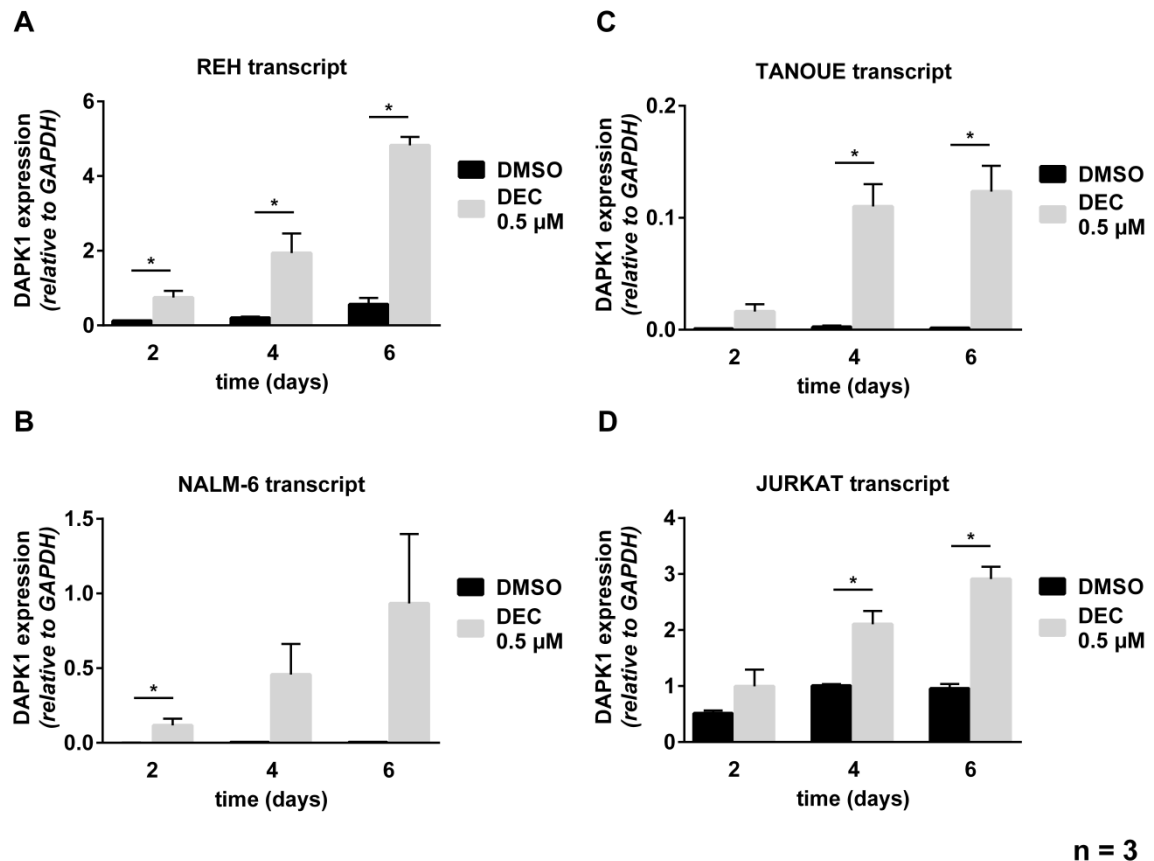 A
REH transcript
DAPK1 expression
(relative to GAPDH)
6
4
2
0
*
*
*
2 4 6
time (days)
DMSO
DEC
0.5 µM
C
TANOUE transcript
DAPK1 expression
(relative to GAPDH)
0.2
0.1
0.0
*
*
2 4 6
time (days)
DMSO
DEC
0.5 µM
B
NALM-6 transcript
DAPK1 expression
(relative to GAPDH)
1.5
1.0
0.5
0.0
*
2 4 6
time (days)
DMSO
DEC
0.5 µM
D
JURKAT transcript
DAPK1 expression
(relative to GAPDH)
4
3
2
1
0
*
*
2 4 6
time (days)
DMSO
DEC
0.5 µM
n = 3